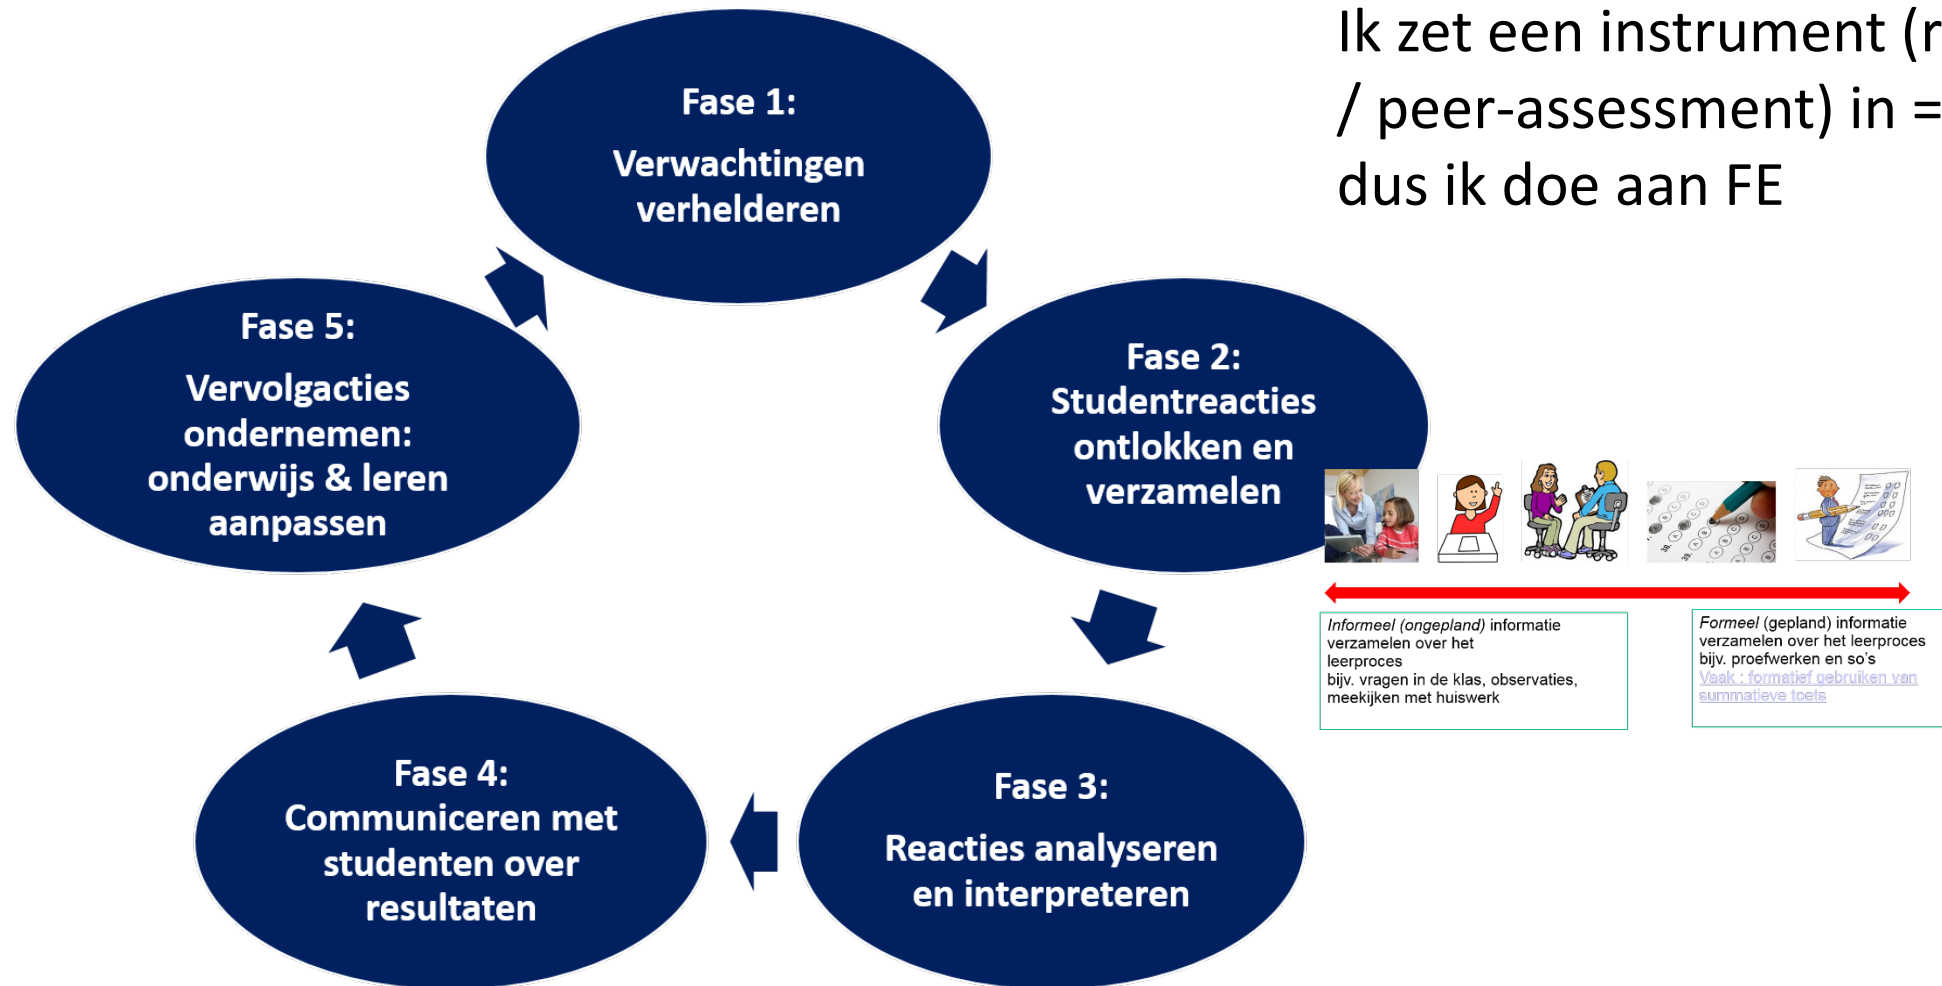 Ik zet een instrument (r
/ peer-assessment) in =
dus ik doe aan FE
Fase 1:
Verwachtingen
verhelderen
Fase 2:
Studentreacties
ontlokken en
verzamelen
Informeel (ongepland) informatie
verzamelen over het
leerproces
bijv. vragen in de klas, observaties,
meekijken met huiswerk
Formeel (gepland) informatie
verzamelen over het leerproces
bijv. proefwerken en so's
Vaak : formatief gebruiken van
summatieve toets
Fase 3:
Reacties analyseren
en interpreteren
Fase 4:
Communiceren met
studenten over
resultaten
Fase 5:
Vervolgacties
ondernemen:
onderwijs & leren
aanpassen